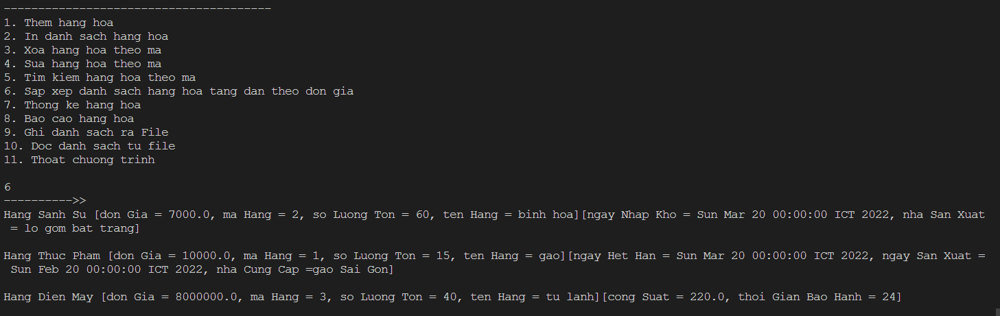 ---------------------------------------
1. Them hang hoa
2. In danh sach hang hoa
3. Xoa hang hoa theo ma
4. Sua hang hoa theo ma
5. Tim kiem hang hoa theo ma
6. Sap xep danh sach hang hoa tang dan theo don gia
7. Thong ke hang hoa
8. Bao cao hang hoa
9. Ghi danh sach ra File
10. Doc danh sach tu file
11. Thoat chuong trinh
6
---------->>
Hang Sanh Su [don Gia = 7000.0, ma Hang = 2, so Luong Ton = 60, ten Hang = binh hoa][ngay Nhap Kho = Sun Mar 20 00:00:00 ICT 2022, nha San Xuat
= lo gom bat trang]
Hang Thuc Pham [don Gia = 10000.0, ma Hang = 1, so Luong Ton = 15, ten Hang = gao][ngay Het Han = Sun Mar 20 00:00:00 ICT 2022, ngay San Xuat =
Sun Feb 20 00:00:00 ICT 2022, nha Cung Cap =gao Sai Gon]
Hang Dien May [don Gia = 8000000.0, ma Hang = 3, so Luong Ton = 40, ten Hang = tu lanh][cong Suat = 220.0, thoi Gian Bao Hanh = 24]